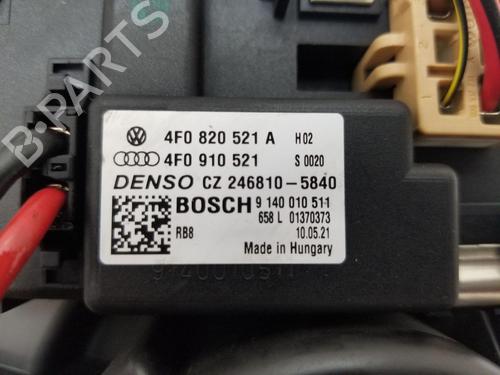 4F0 820 521 A H02
4F0 910 521 S 0020
DENSO CZ 246810-5840
BOSCH 9 140 010 511
658 L 01370373
RB8 10.05.21
Made in Hungary
9140010511
B-PARTS